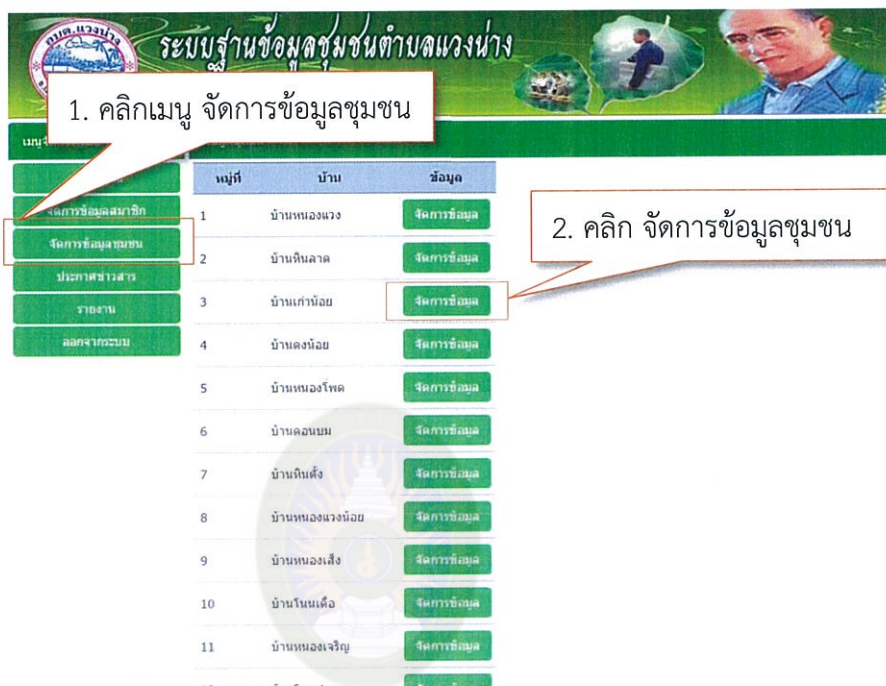 อบต.แวงน่าง
ระบบฐานข้อมูลชุมชนตำบลแวงน่าง
1. คลิกเมนู จัดการข้อมูลชุมชน
จัดการข้อมูลสมาชิก
จัดการข้อมูลชุมชน
ประกาศข่าวสาร
รายงาน
ออกจากระบบ
หมู่ที่ บ้าน ข้อมูล
1 บ้านหนองแวง จัดการข้อมูล
2 บ้านหินลาด จัดการข้อมูล
3 บ้านเก่าน้อย จัดการข้อมูล
4 บ้านดงน้อย จัดการข้อมูล
5 บ้านหนองโพด จัดการข้อมูล
6 บ้านดอนบม จัดการข้อมูล
7 บ้านหินตั้ง จัดการข้อมูล
8 บ้านหนองแวงน้อย จัดการข้อมูล
9 บ้านหนองเส็ง จัดการข้อมูล
10 บ้านโนนเดื่อ จัดการข้อมูล
11 บ้านหนองเจริญ จัดการข้อมูล
2. คลิก จัดการข้อมูลชุมชน